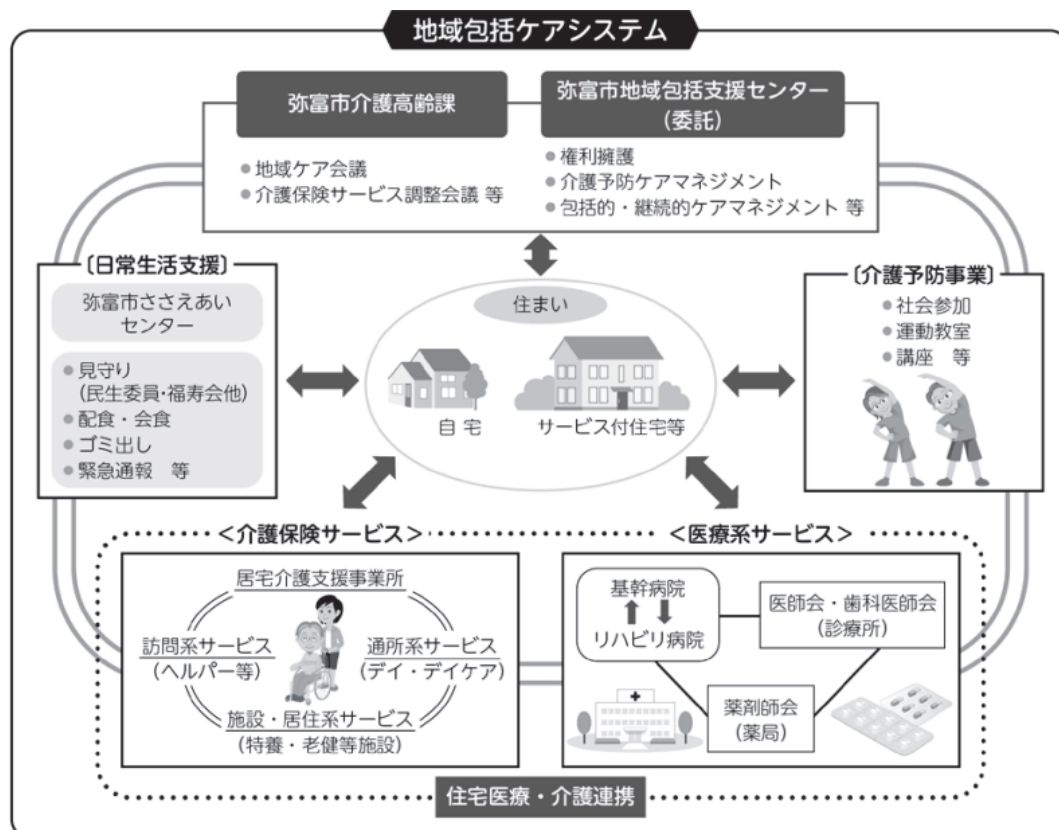 地域包括ケアシステム
弥富市介護高齢課
● 地域ケア会議
● 介護保険サービス調整会議 等
弥富市地域包括支援センター
(委託)
● 権利擁護
● 介護予防ケアマネジメント
● 包括的・継続的ケアマネジメント 等
〔日常生活支援〕
弥富市ささえあい
センター
● 見守り
(民生委員・福寿会他)
● 配食・会食
● ゴミ出し
● 緊急通報 等
住まい
自 宅
サービス付住宅等
〔介護予防事業〕
● 社会参加
● 運動教室
● 講座 等
<介護保険サービス>
居宅介護支援事業所
訪問系サービス
(ヘルパー等)
通所系サービス
(デイ・デイケア)
施設・居住系サービス
(特養・老健等施設)
<医療系サービス>
基幹病院
リハビリ病院
医師会・歯科医師会
(診療所)
薬剤師会
(薬局)
住宅医療・介護連携